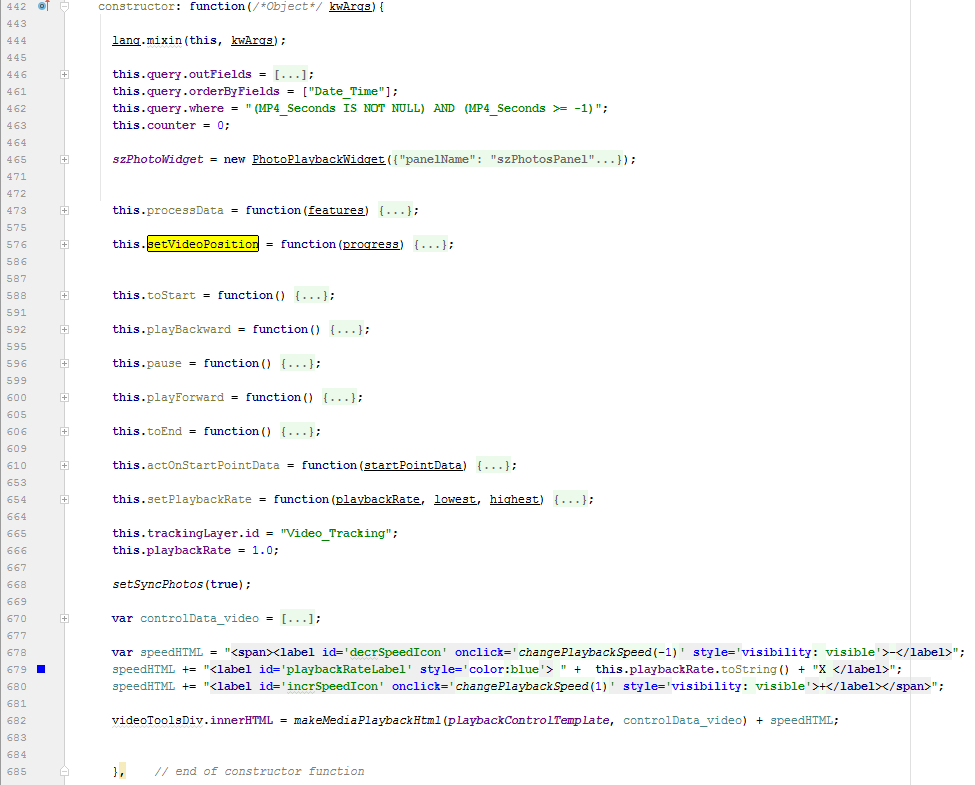 442 constructor: function(/*Object*/ kwArgs){
443
444 lang.mixin(this, kwArgs);
445
446 this.query.outFields = [...];
461 this.query.orderByFields = ["Date_Time"];
462 this.query.where = "(MP4_Seconds IS NOT NULL) AND (MP4_Seconds >= -1)";
463 this.counter = 0;
464
465 szPhotoWidget = new PhotoPlaybackWidget({"panelName": "szPhotosPanel"...});
471
472
473 this.processData = function(features) {...};
575
576 this.setVideoPosition = function(progress) {...};
586
587
588 this.toStart = function() {...};
591
592 this.playBackward = function() {...};
595
596 this.pause = function() {...};
599
600 this.playForward = function() {...};
605
606 this.toEnd = function() {...};
609
610 this.actOnStartPointData = function(startPointData) {...};
653
654 this.setPlaybackRate = function(playbackRate, lowest, highest) {...};
664
665 this.trackingLayer.id = "Video_Tracking";
666 this.playbackRate = 1.0;
667
668 setSyncPhotos(true);
669
670 var controlData_video = [...];
677
678 var speedHTML = "<span><label id='decrSpeedIcon' onclick='changePlaybackSpeed(-1)' style='visibility: visible'>-</label>";
679 speedHTML += "<label id='playbackRateLabel' style='color:blue'> " +  this.playbackRate.toString() + "X </label>";
680 speedHTML += "<label id='incrSpeedIcon' onclick='changePlaybackSpeed(1)' style='visibility: visible'>+</label></span>";
681
682 videoToolsDiv.innerHTML = makeMediaPlaybackHtml(playbackControlTemplate, controlData_video) + speedHTML;
683
684
685 }, // end of constructor function